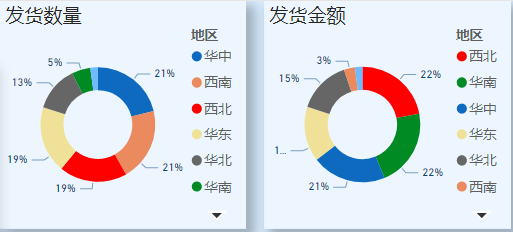 发货数量
地区
华中
西南
西北
华东
华北
华南
21%
21%
19%
19%
13%
5%
发货金额
地区
西北
华南
华中
华东
华北
西南
22%
22%
21%
1...
15%
3%